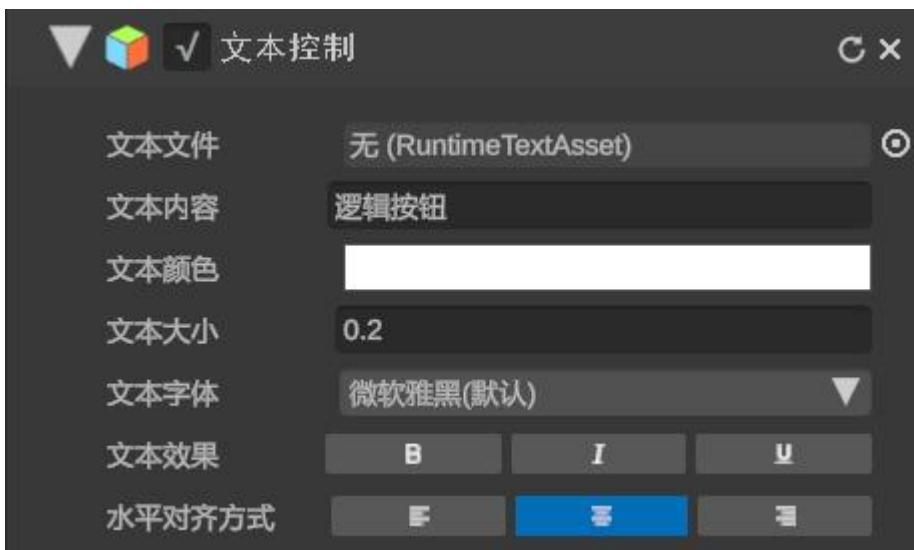 文本控制
文本文件 无 (RuntimeTextAsset)
文本内容 逻辑按钮
文本颜色
文本大小 0.2
文本字体 微软雅黑(默认)
文本效果 B I U
水平对齐方式